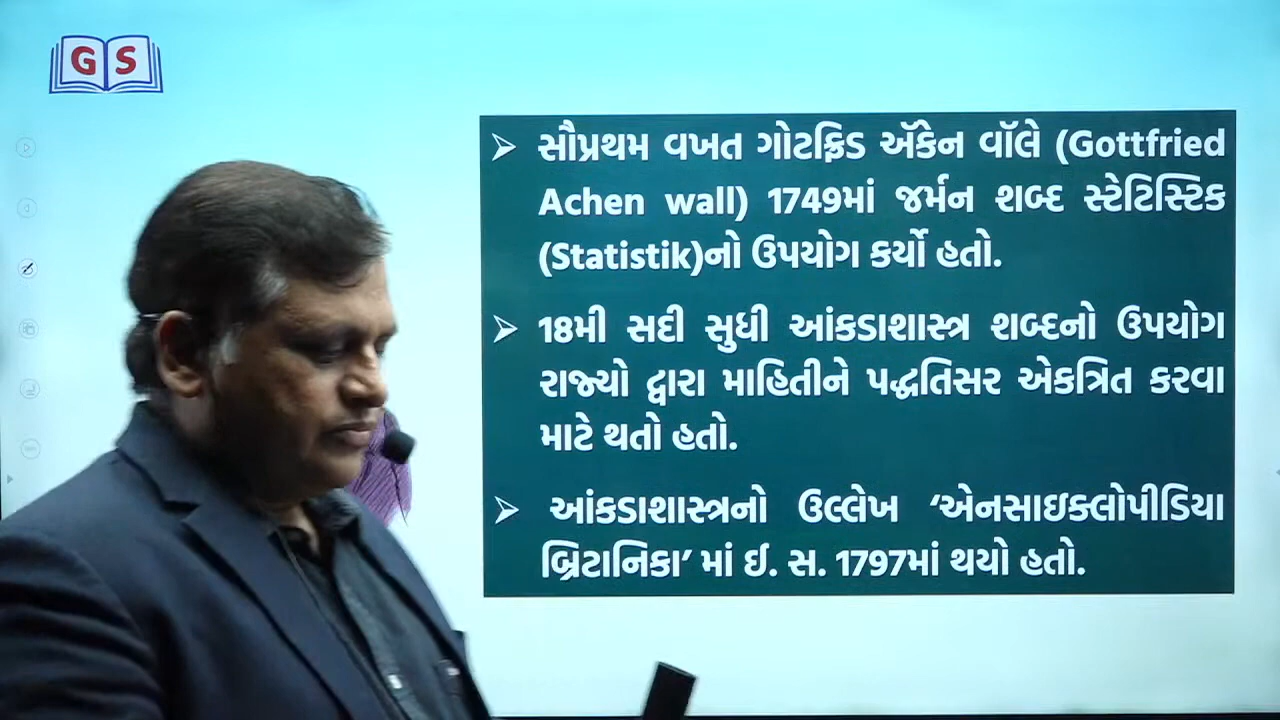 G S
➢ સૌપ્રથમ વખત ગોટફ્રિડ ઍકેન વૉલે (Gottfried
Achen wall) 1749માં જર્મન શબ્દ સ્ટેટિસ્ટિક
(Statistik)નો ઉપયોગ કર્યો હતો.
➢ 18મી સદી સુધી આંકડાશાસ્ત્ર શબ્દનો ઉપયોગ
રાજ્યો દ્વારા માહિતીને પદ્ધતિસર એકત્રિત કરવા
માટે થતો હતો.
➢ આંકડાશાસ્ત્રનો ઉલ્લેખ ‘એનસાઇક્લોપીડિયા
બ્રિટાનિકા’ માં ઈ. સ. 1797માં થયો હતો.